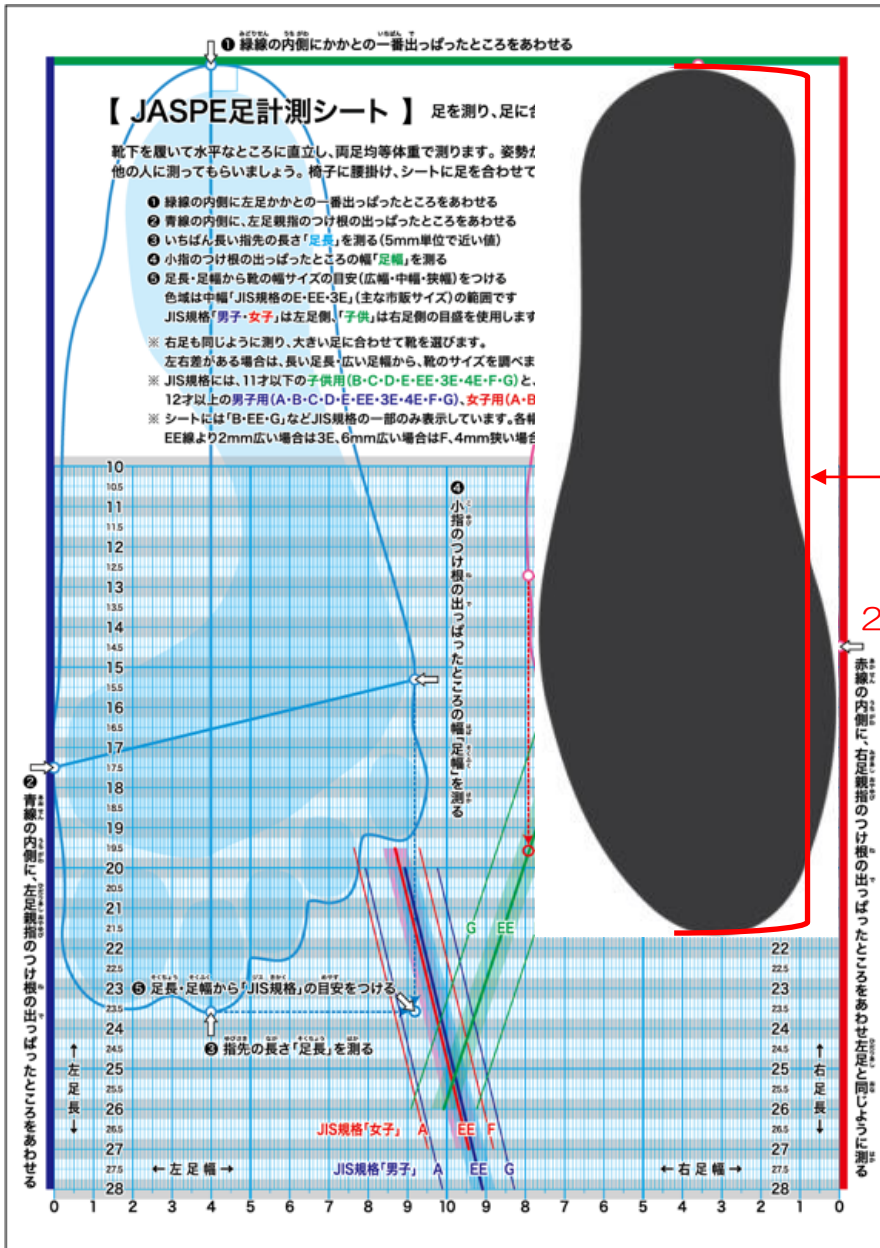 ❶ 緑線の内側にかかとの一番出っぱったところをあわせる
【 JASPE足計測シート 】 足を測り、足に
靴下を履いて水平なところに直立し、両足均等体重で測ります。姿勢
他の人に測ってもらいましょう。椅子に腰掛け、シートに足を合わせて
❶ 緑線の内側に左足かかとの一番出っぱったところをあわせる
❷ 青線の内側に、左足親指のつけ根の出っぱったところをあわせる
❸ いちばん長い指先の長さ「足長」を測る(5mm単位で近い値)
❹ 小指のつけ根の出っぱったところの幅「足幅」を測る
❺ 足長・足幅から靴の幅サイズの目安(広幅・中幅・狭幅)をつける
色域は中幅「JIS規格のE・EE・3E」(主な市販サイズ)の範囲です
JIS規格「男子・女子」は左足側、「子供」は右足側の目盛を使用します
※ 右足も同じように測り、大きい足に合わせて靴を選びます。
左右差がある場合は、長い足長・広い足幅から、靴のサイズを調べま
※ JIS規格には、11才以下の子供用(B・C・D・E・EE・3E・4E・F・G)と、
12才以上の男子用(A・B・C・D・E・EE・3E・4E・F・G)、女子用(A・B
※ シートには「B・EE・G」などJIS規格の一部のみ表示しています。各幅
EE線より2mm広い場合は3E、6mm広い場合はF、4mm狭い場合
10
10.5
11
11.5
12
12.5
13
13.5
14
14.5
15
15.5
16
16.5
17
17.5
18
18.5
19
19.5
20
20.5
21
21.5
22
22.5
23
23.5
24
24.5
25
25.5
26
26.5
27
27.5
28
❹ 小指のつけ根の出っぱったところの幅「足幅」を測る
2
❷ 青線の内側に、左足親指のつけ根の出っぱったところをあわせる
赤線の内側に、右足親指のつけ根の出っぱったところをあわせ左足と同じように測る
G EE
❺ 足長・足幅から「JIS規格」の目安をつける
❸ 指先の長さ「足長」を測る
←左足長→
←右足長→
22
22.5
23
23.5
24
24.5
25
25.5
26
26.5
27
27.5
28
JIS規格「女子」 A EE F
JIS規格「男子」 A EE G
←左足幅→
←右足幅→
0 1 2 3 4 5 6 7 8 9 10 9 8 7 6 5 4 3 2 1 0